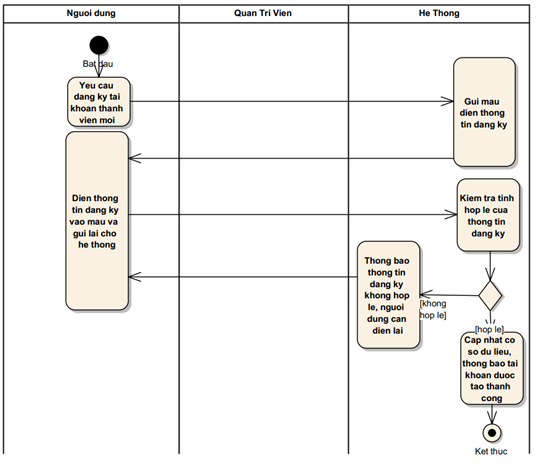 Nguoi dung
Quan Tri Vien
He Thong
Bat dau
Yeu cau
dang ky tai
khoan thanh
vien moi
Gui mau
dien thong
tin dang ky
Dien thong
tin dang ky
vao mau va
gui lai cho
he thong
Kiem tra tinh
hop le cua
thong tin
dang ky
Thong bao
thong tin
dang ky
khong hop
le, nguoi
dung can
dien lai
[khong
hop le]
[hop le]
Cap nhat co
so du lieu,
thong bao tai
khoan duoc
tao thanh
cong
Ket thuc